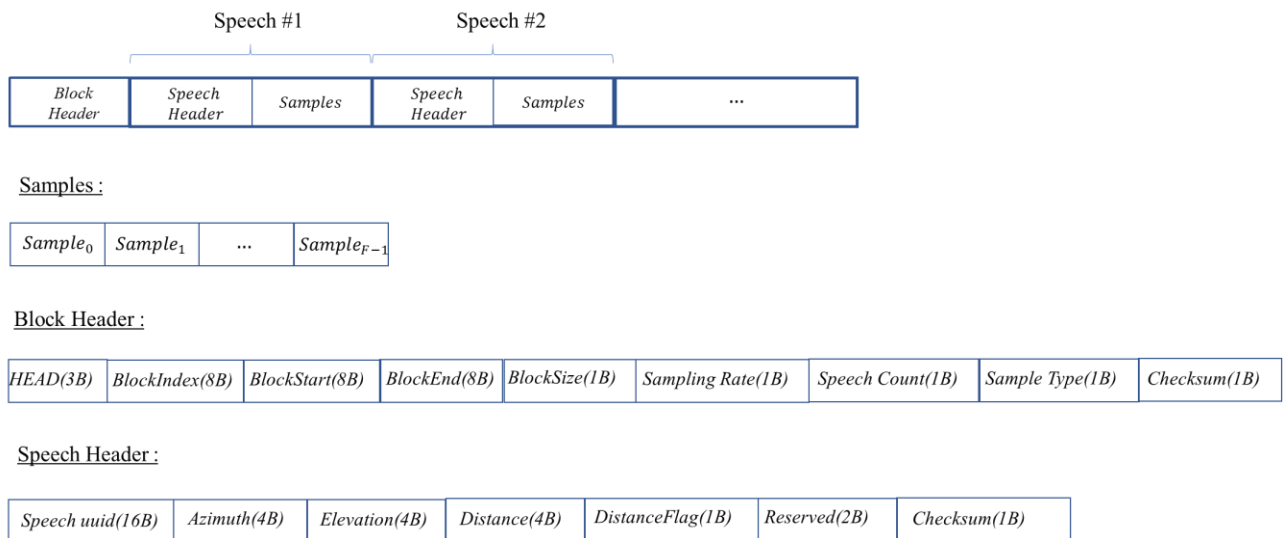 Speech #1 Speech #2
Block Header Speech Header Samples Speech Header Samples ...
Samples :
Sample₀ Sample₁ ... Sample_{F−1}
Block Header :
HEAD(3B) BlockIndex(8B) BlockStart(8B) BlockEnd(8B) BlockSize(1B) Sampling Rate(1B) Speech Count(1B) Sample Type(1B) Checksum(1B)
Speech Header :
Speech uuid(16B) Azimuth(4B) Elevation(4B) Distance(4B) DistanceFlag(1B) Reserved(2B) Checksum(1B)